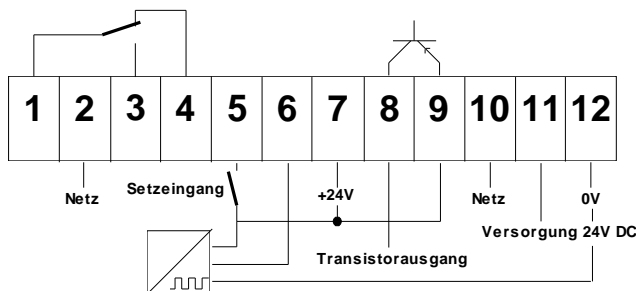 1 2 3 4 5 6 7 8 9 10 11 12
Setzeingang
Netz +24V Netz 0V
Versorgung 24V DC
Transistorausgang